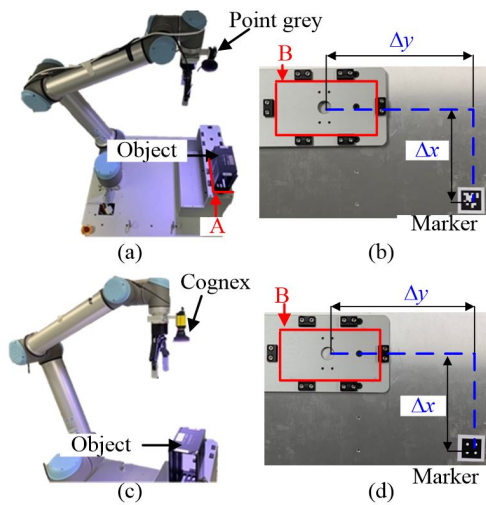 Point grey
Object
A
(a)
B
Δy
Δx
Marker
(b)
Cognex
Object
(c)
B
Δy
Δx
Marker
(d)